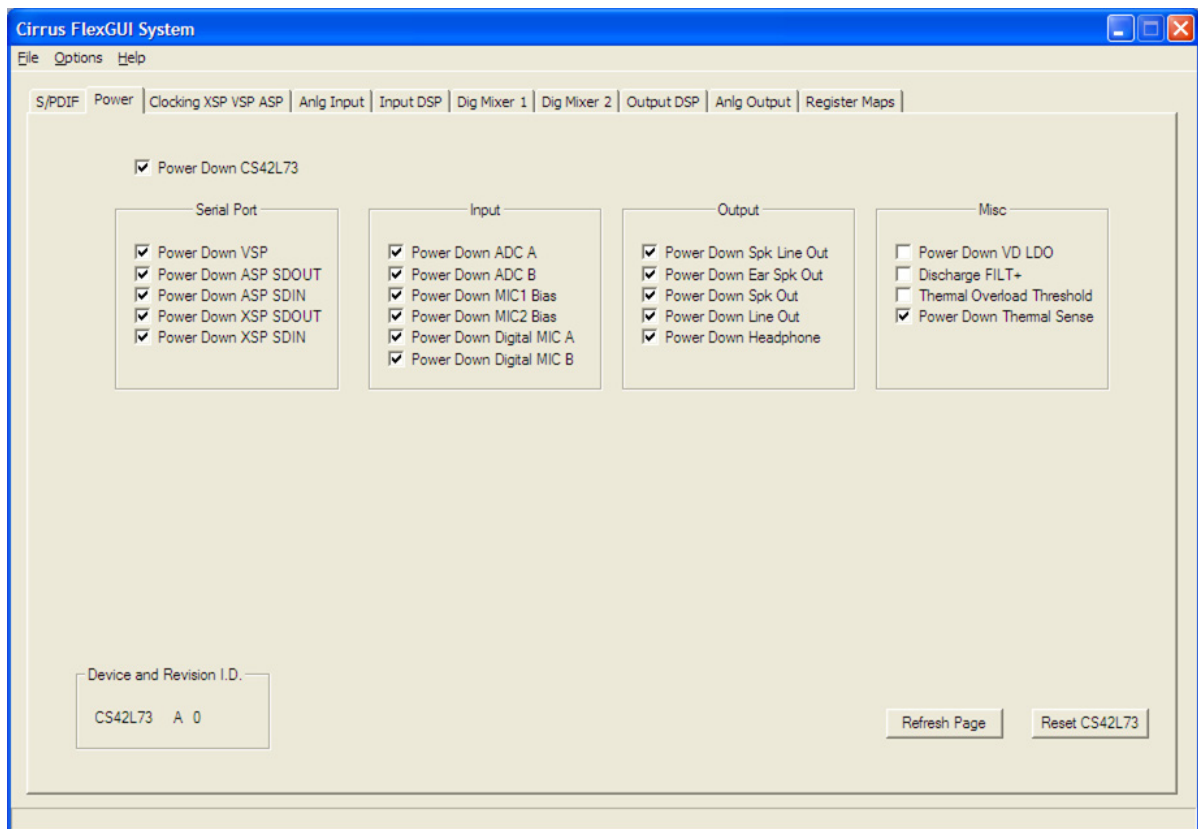 Cirrus FlexGUI System
File Options Help
S/PDIF Power Clocking XSP VSP ASP Anlg Input Input DSP Dig Mixer 1 Dig Mixer 2 Output DSP Anlg Output Register Maps
Power Down CS42L73
Serial Port
Power Down VSP
Power Down ASP SDOUT
Power Down ASP SDIN
Power Down XSP SDOUT
Power Down XSP SDIN
Input
Power Down ADC A
Power Down ADC B
Power Down MIC1 Bias
Power Down MIC2 Bias
Power Down Digital MIC A
Power Down Digital MIC B
Output
Power Down Spk Line Out
Power Down Ear Spk Out
Power Down Spk Out
Power Down Line Out
Power Down Headphone
Misc
Power Down VD LDO
Discharge FILT+
Thermal Overload Threshold
Power Down Thermal Sense
Device and Revision I.D.
CS42L73 A 0
Refresh Page
Reset CS42L73